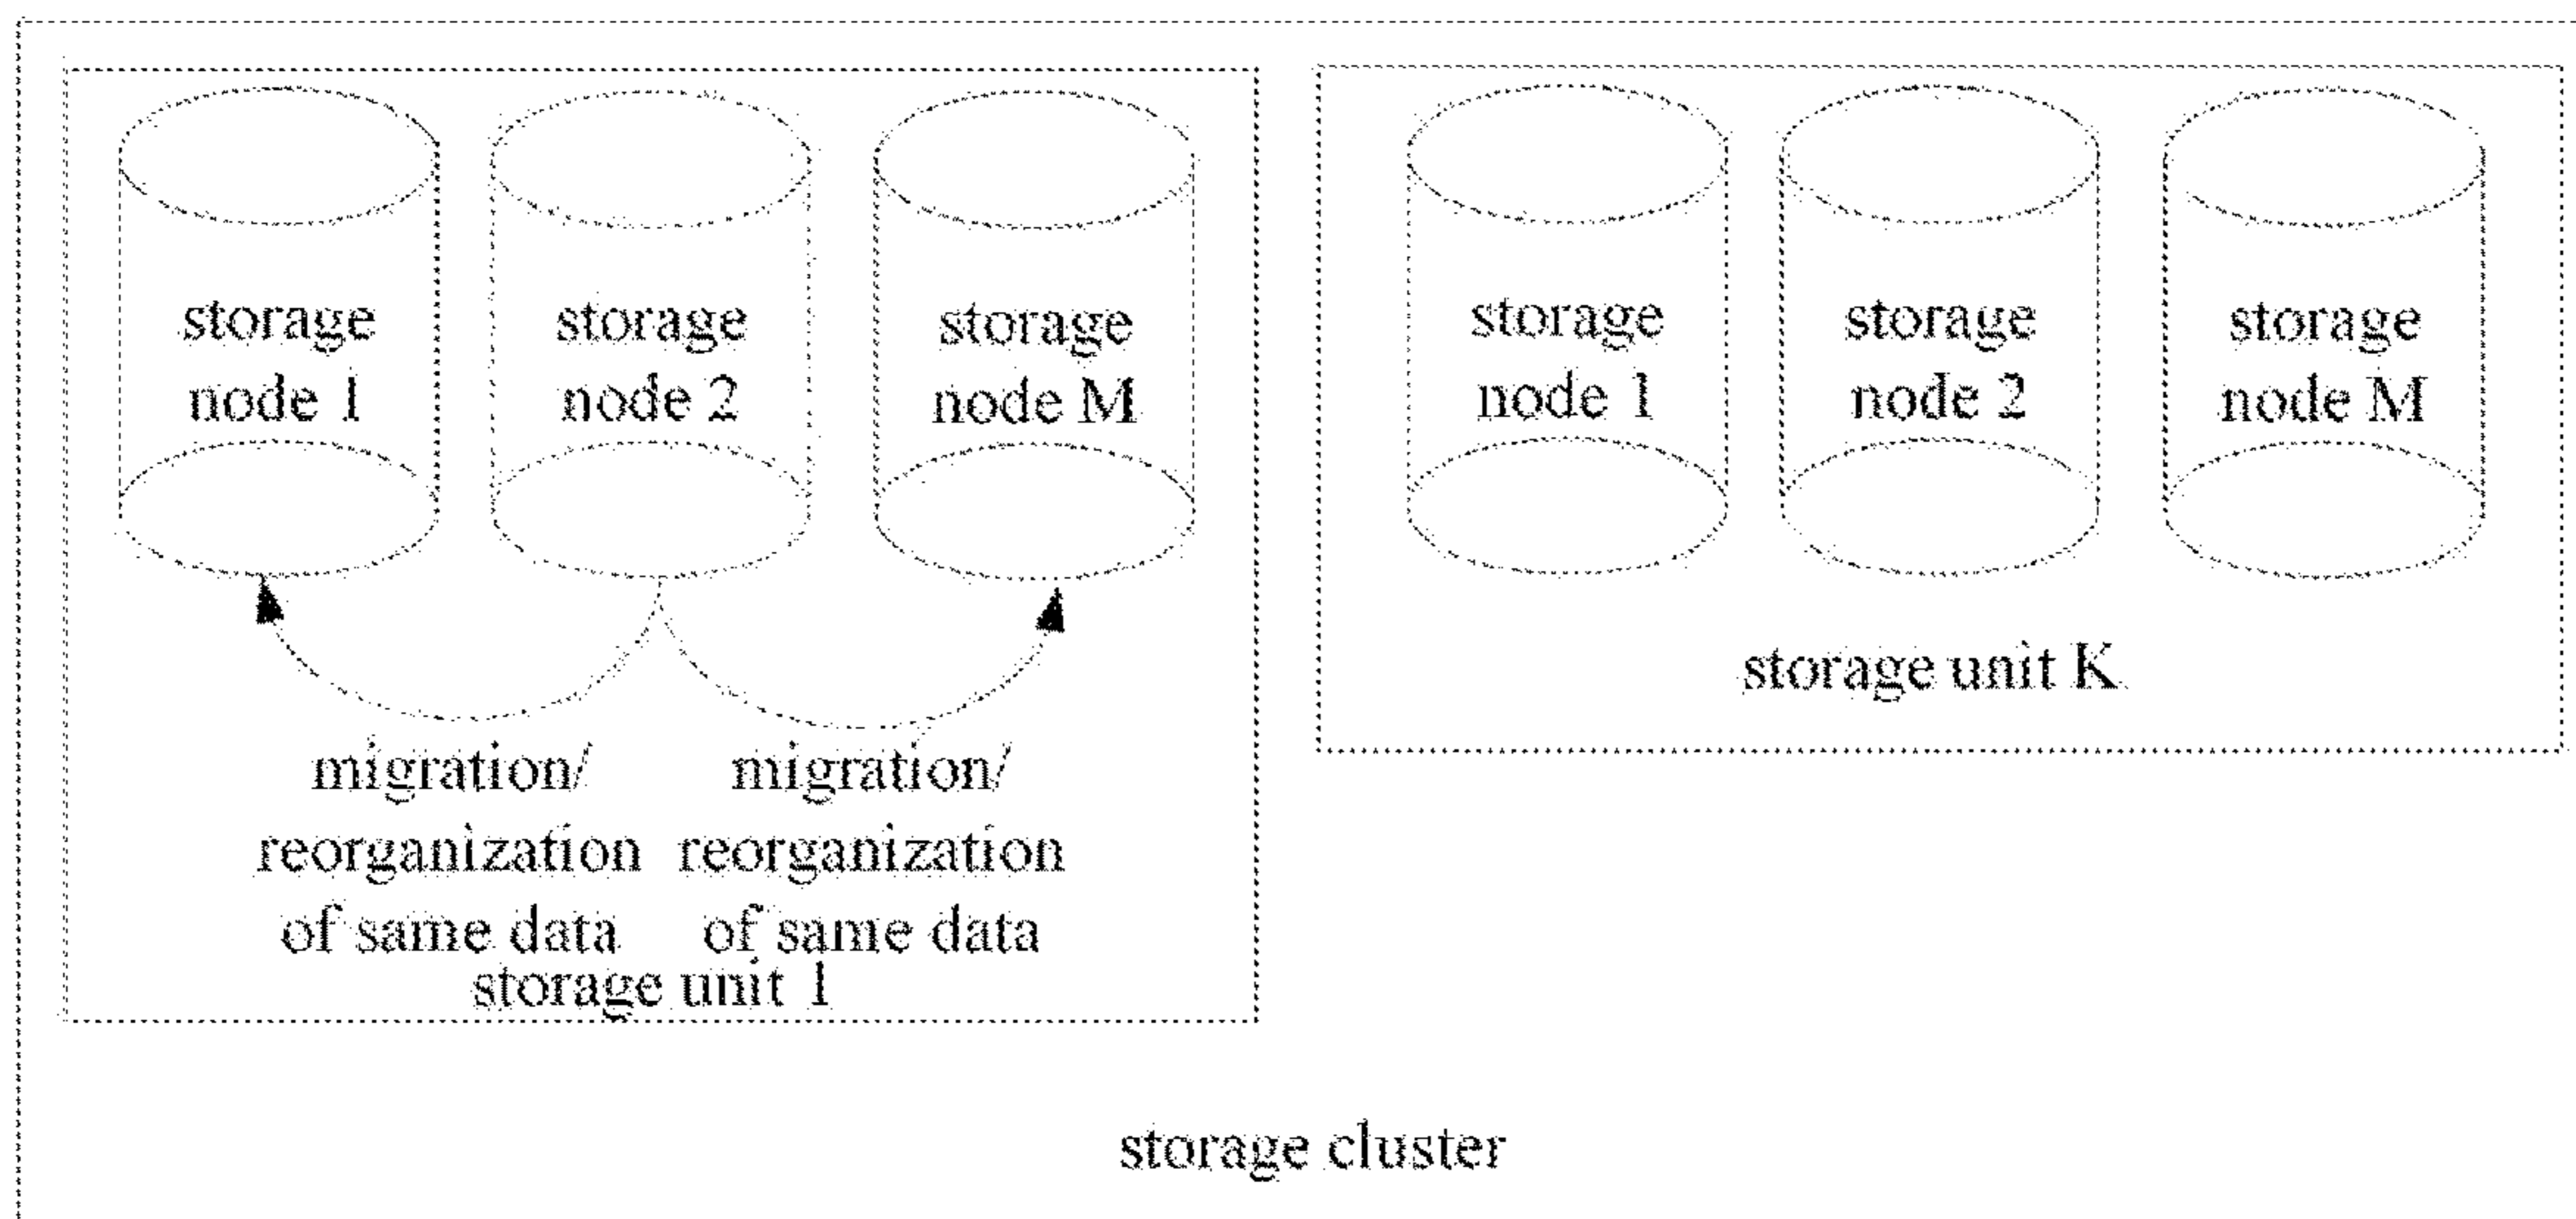 storage
node 1
storage
node 2
storage
node M
migration/
reorganization
of same data
migration/
reorganization
of same data
storage unit 1
storage
node 1
storage
node 2
storage
node M
storage unit K
storage cluster